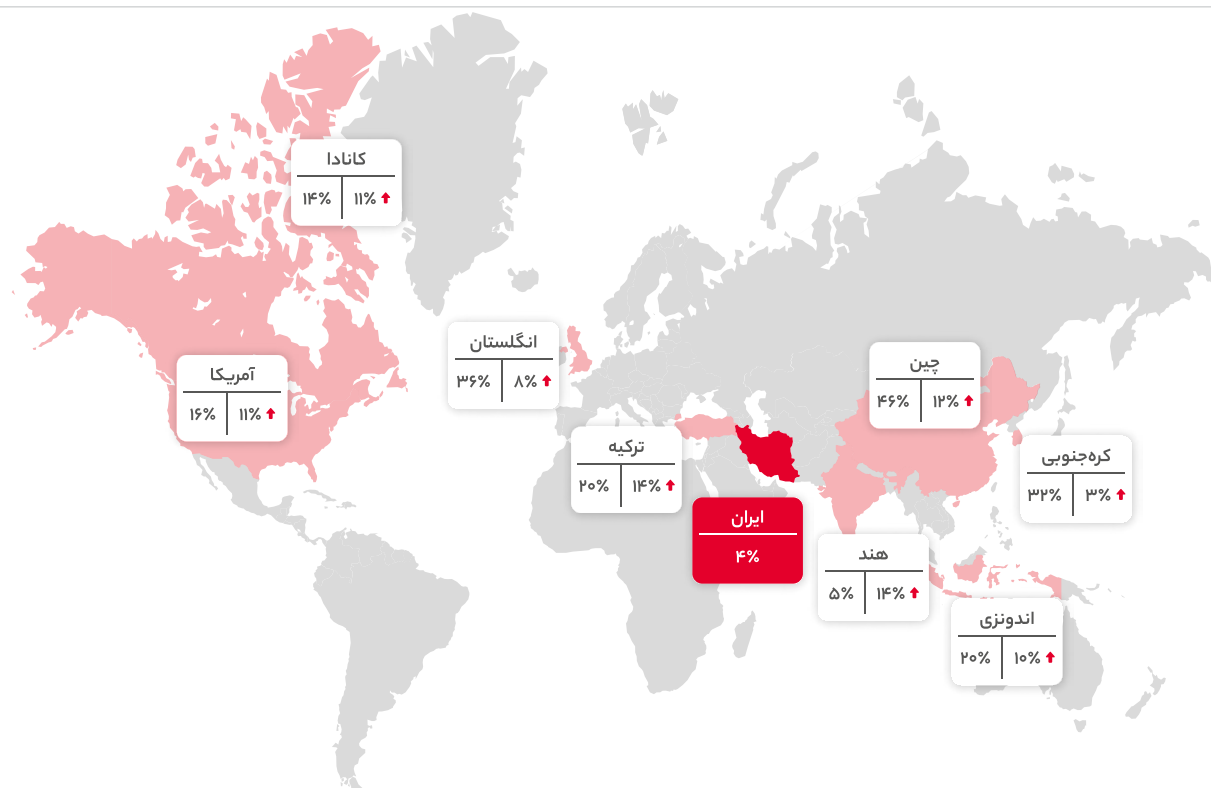 کانادا
۱۴% ۱۱%
انگلستان
۳۶% ۸%
چین
۴۶% ۱۲%
آمریکا
۱۶% ۱۱%
ترکیه
۲۰% ۱۴%
کره‌جنوبی
۳۲% ۳%
ایران
۴%
هند
۵% ۱۴%
اندونزی
۲۰% ۱۰%